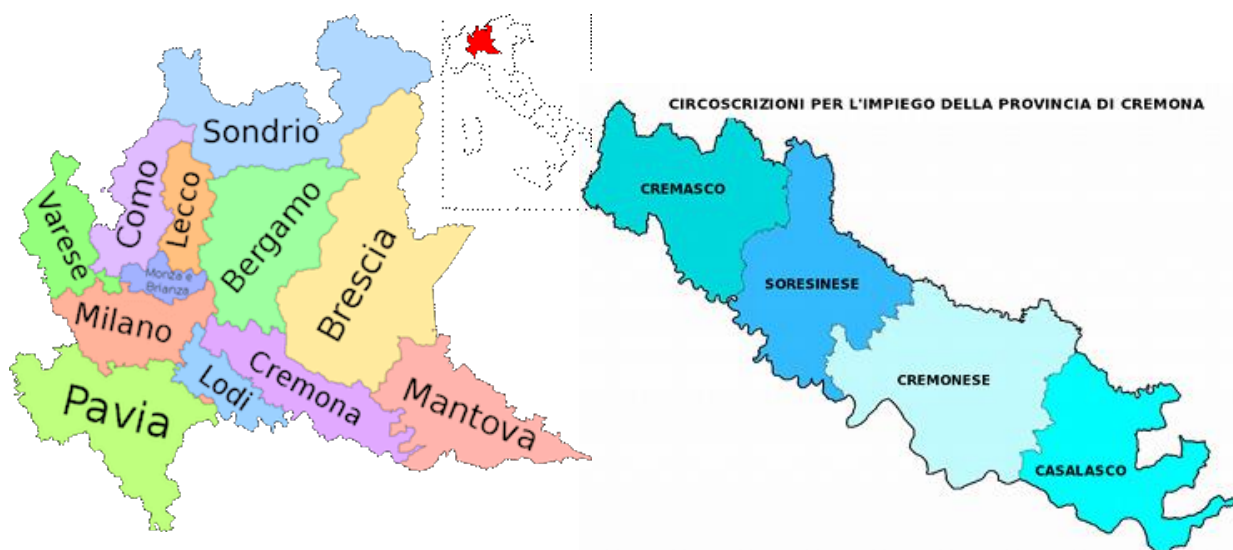 Sondrio
Como
Lecco
Varese
Bergamo
Brescia
Monza e
Brianza
Milano
Pavia
Lodi
Cremona
Mantova
CIRCOSCRIZIONI PER L'IMPIEGO DELLA PROVINCIA DI CREMONA
CREMASCO
SORESINESE
CREMONESE
CASALASCO